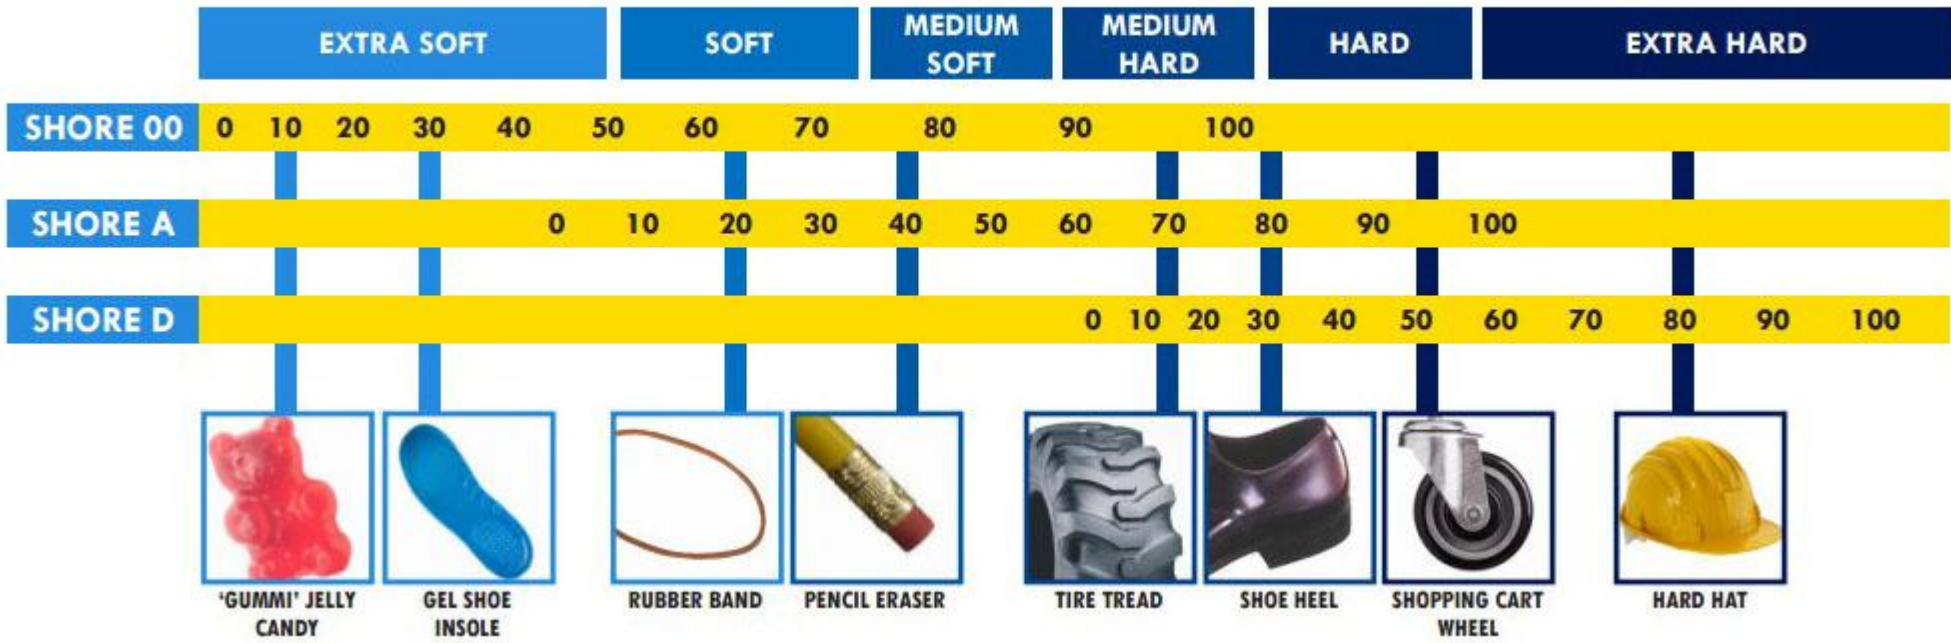 EXTRA SOFT
SOFT
MEDIUM
SOFT
MEDIUM
HARD
HARD
EXTRA HARD
SHORE 00 0 10 20 30 40 50 60 70 80 90 100
SHORE A 0 10 20 30 40 50 60 70 80 90 100
SHORE D 0 10 20 30 40 50 60 70 80 90 100
‘GUMMI’ JELLY
CANDY
GEL SHOE
INSOLE
RUBBER BAND
PENCIL ERASER
TIRE TREAD
SHOE HEEL
SHOPPING CART
WHEEL
HARD HAT